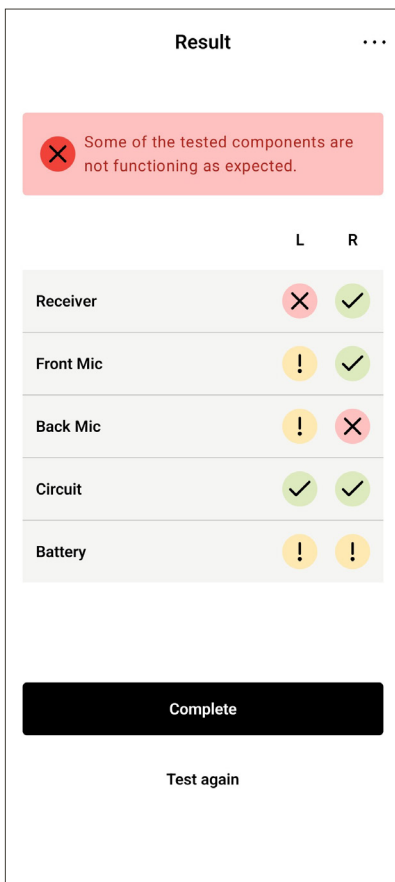 Result
Some of the tested components are
not functioning as expected.
L R
Receiver
Front Mic
Back Mic
Circuit
Battery
Complete
Test again